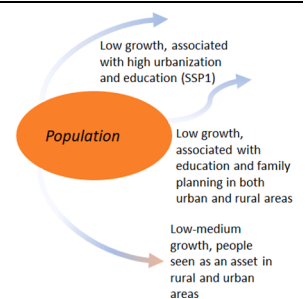 Low growth, associated
with high urbanization
and education (SSP1)
Population
Low growth,
associated with
education and family
planning in both
urban and rural areas
Low-medium
growth, people
seen as an asset in
rural and urban
areas